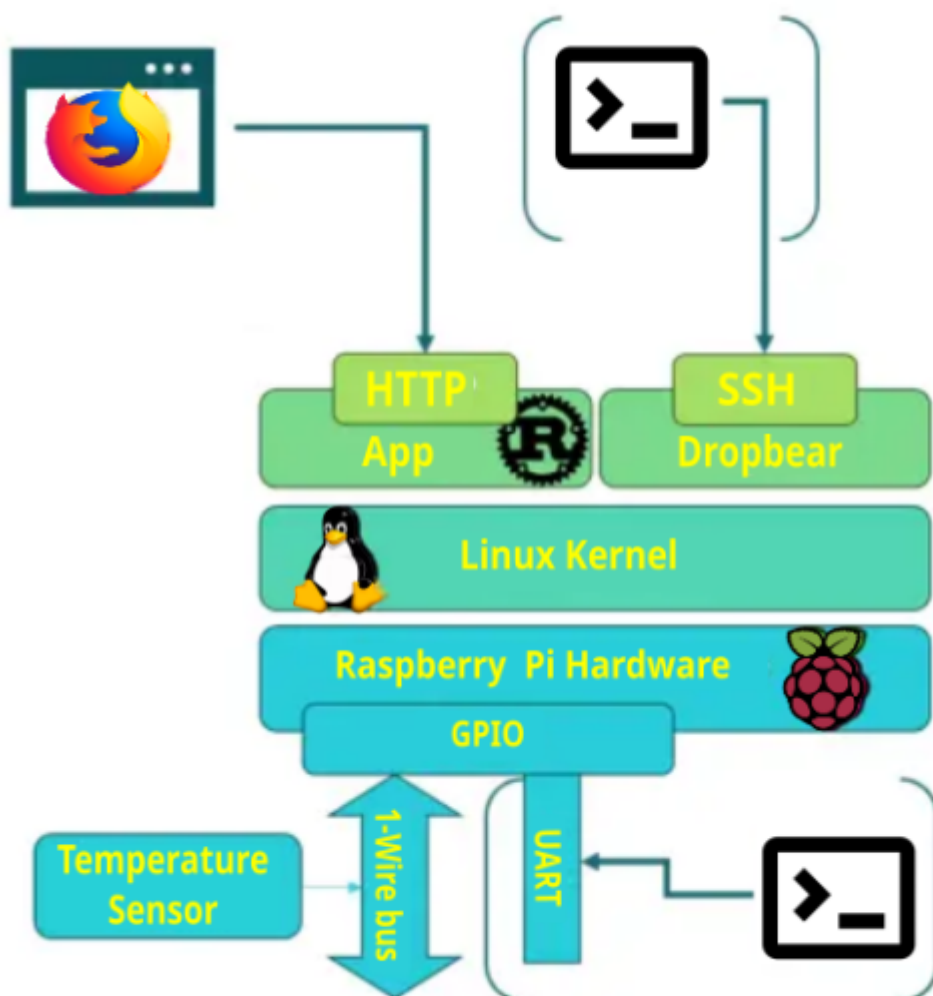 HTTP
SSH
App
Dropbear
Linux Kernel
Raspberry Pi Hardware
GPIO
1-Wire bus
UART
Temperature
Sensor